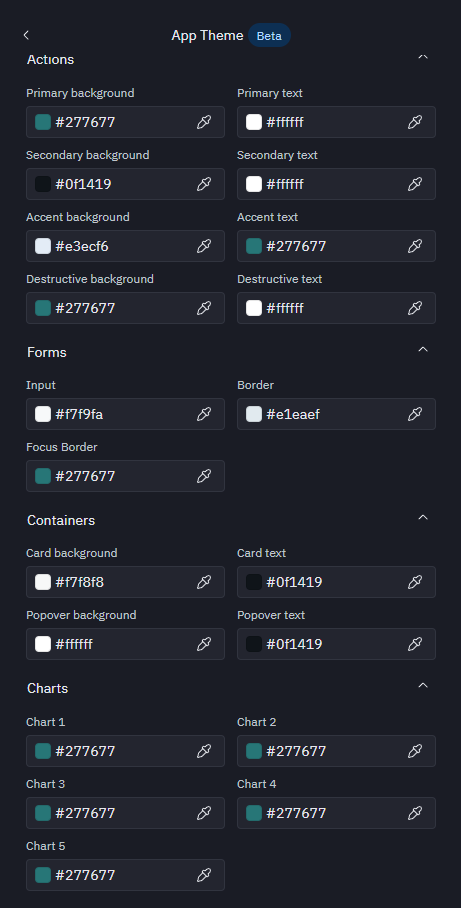 App Theme Beta
Actions
Primary background Primary text
#277677 #ffffff
Secondary background Secondary text
#0f1419 #ffffff
Accent background Accent text
#e3ecf6 #277677
Destructive background Destructive text
#277677 #ffffff
Forms
Input Border
#f7f9fa #e1eaef
Focus Border
#277677
Containers
Card background Card text
#f7f8f8 #0f1419
Popover background Popover text
#ffffff #0f1419
Charts
Chart 1 Chart 2
#277677 #277677
Chart 3 Chart 4
#277677 #277677
Chart 5
#277677